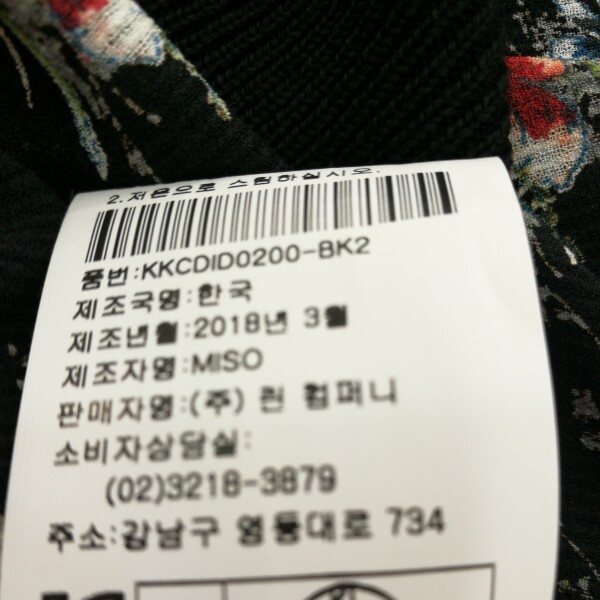 2.저온으로 스팀하십시오.
품번:KKCDID0200-BK2
제조국명:한국
제조년월:2018년 3월
제조자명:MISO
판매자명:(주) 린 컴퍼니
소비자상담실:
(02)3218-3879
주소:강남구 영동대로 734